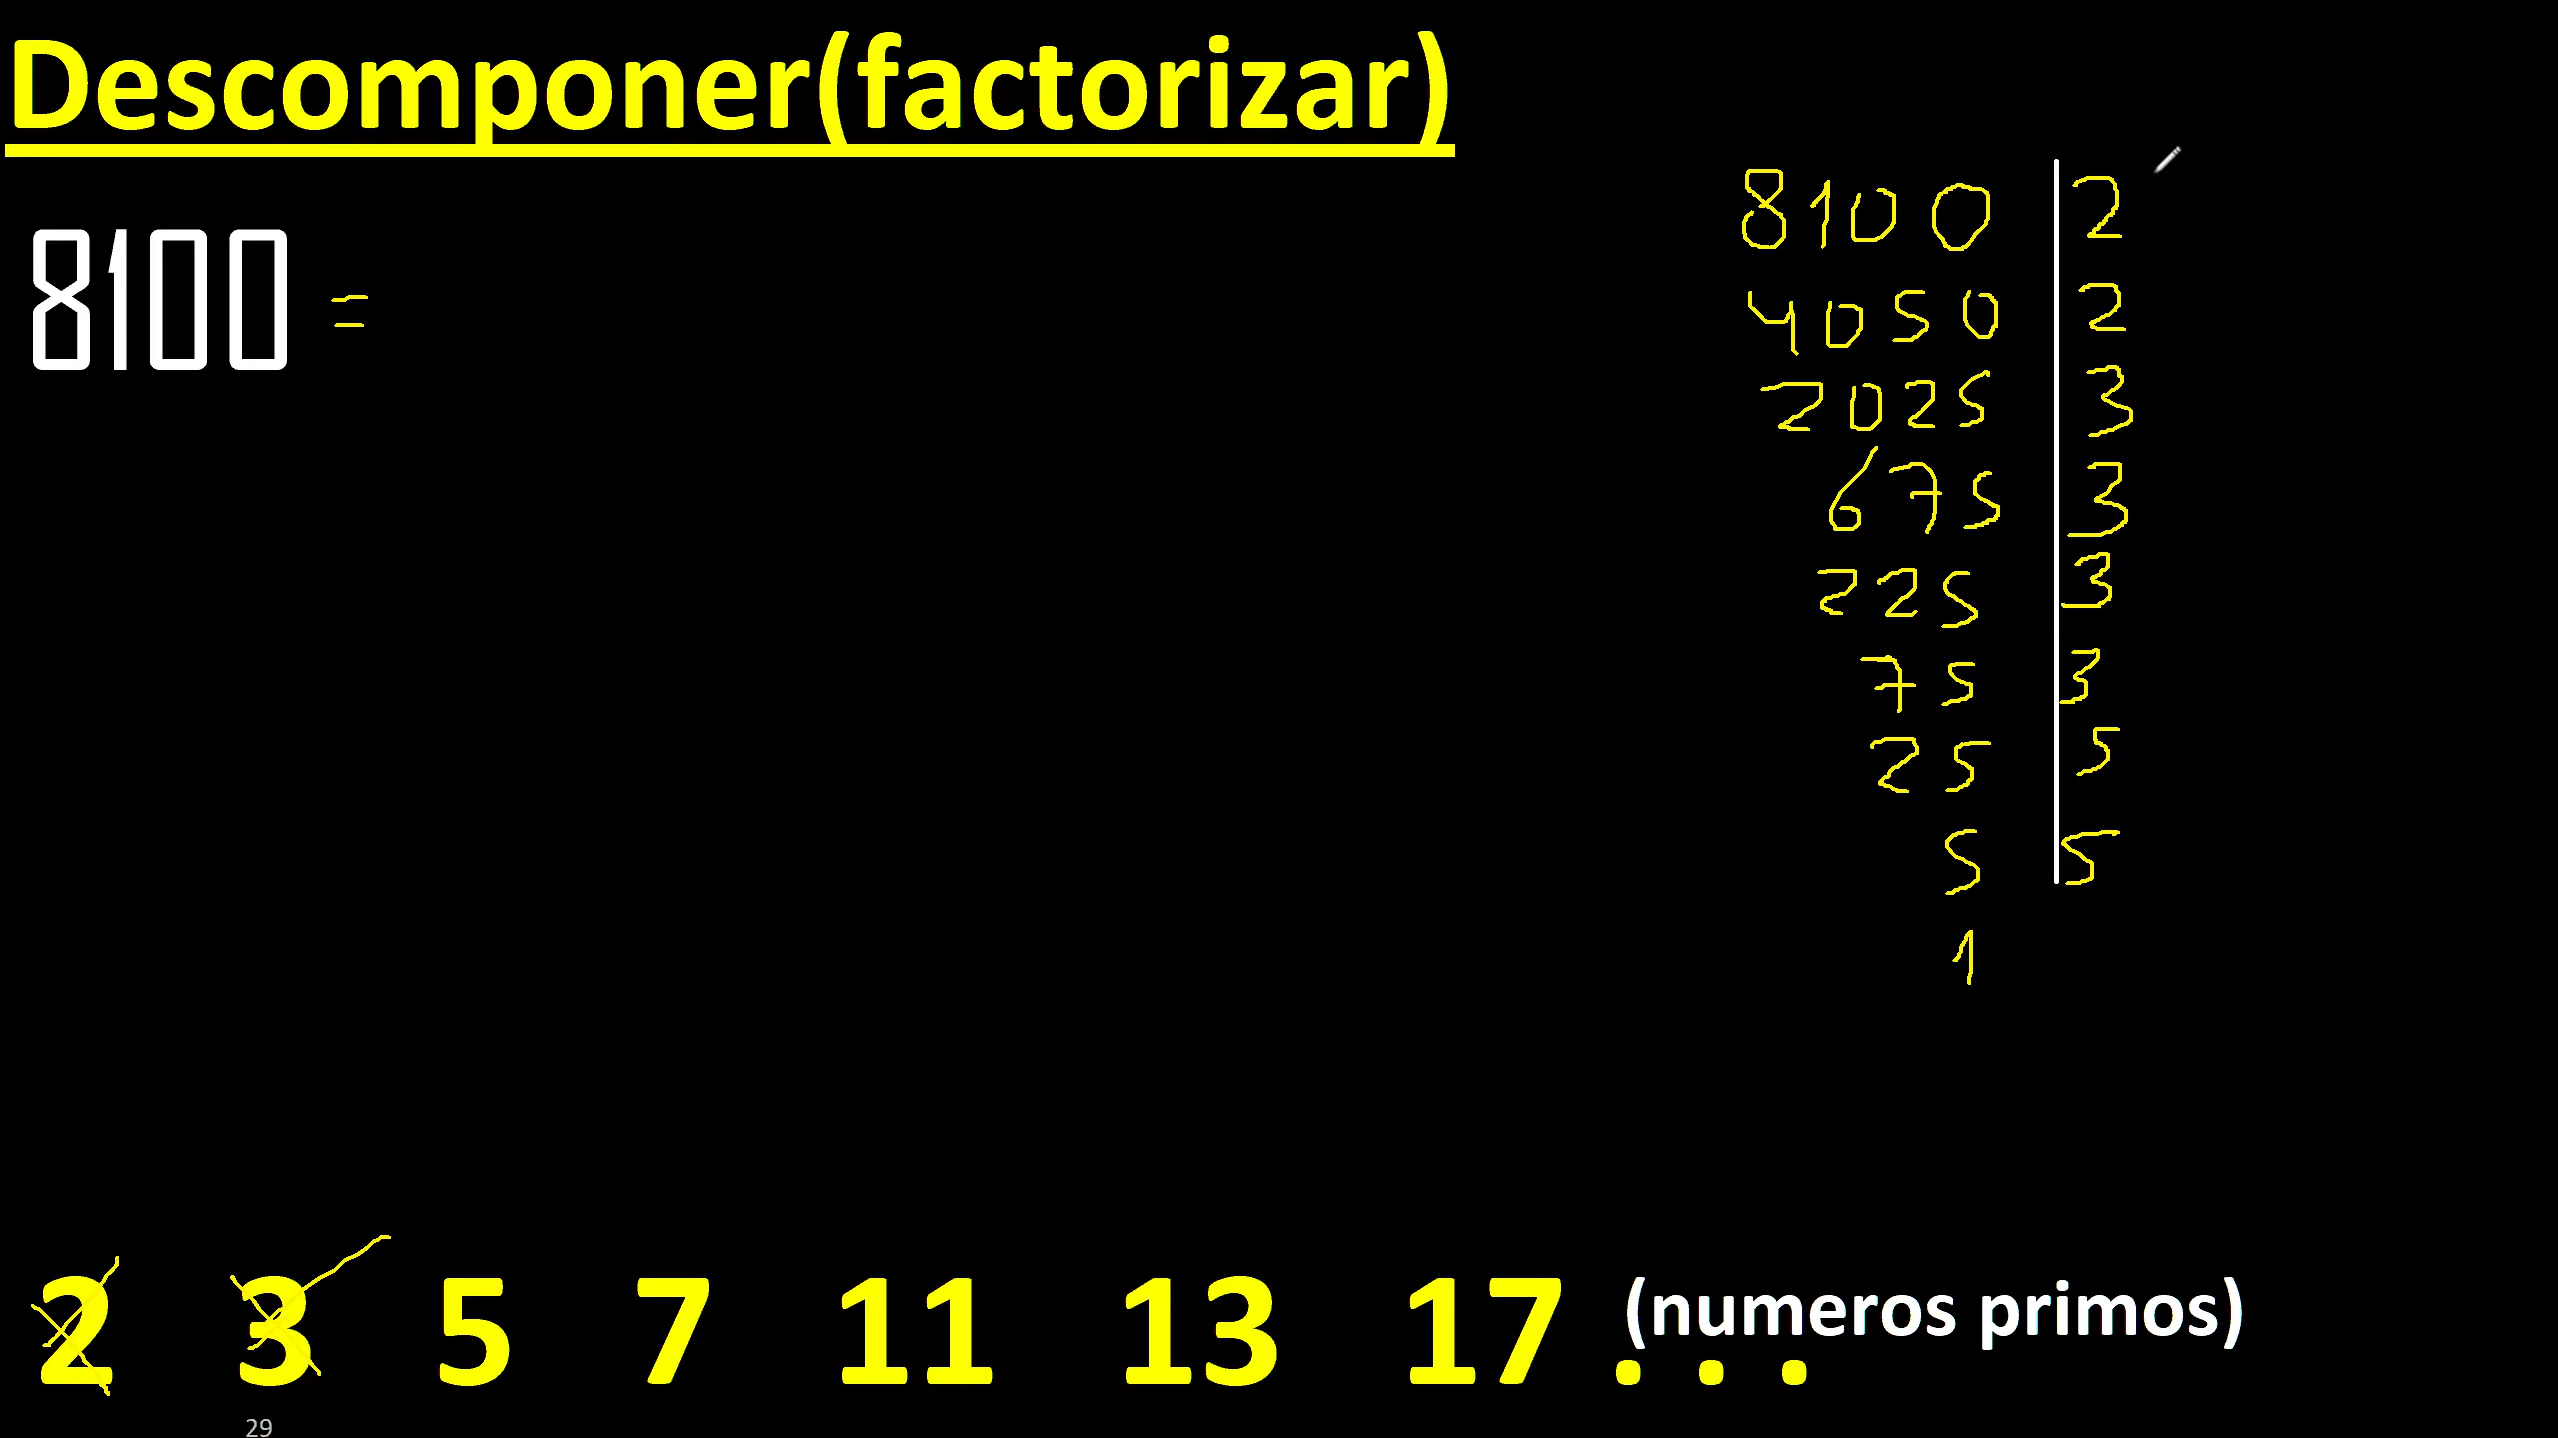 Descomponer(factorizar)
8100 =
8100 | 2
4050 | 2
2025 | 3
675 | 3
225 | 3
75 | 3
25 | 5
5 | 5
1
2 3 5 7 11 13 17 ... (numeros primos)
29